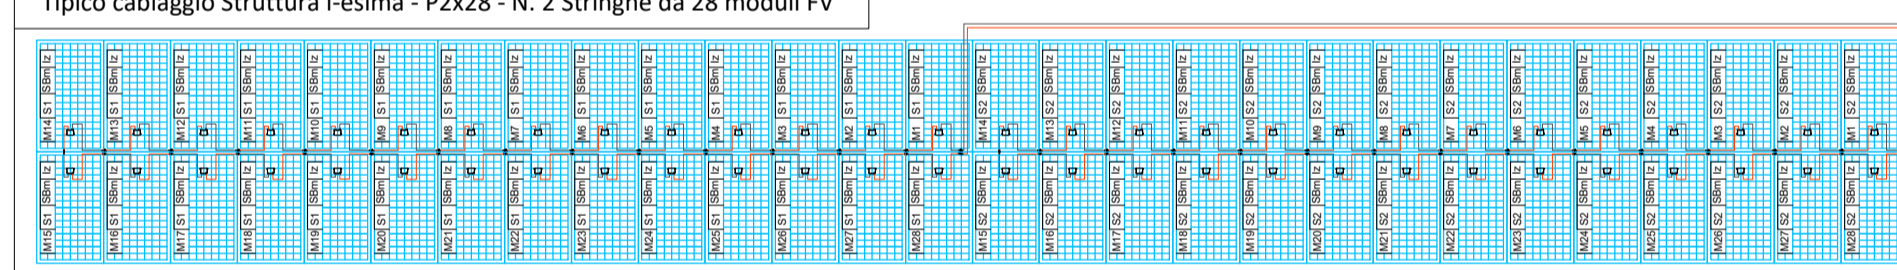 Tipico cablaggio Struttura i-esima - P2x28 - N. 2 Stringhe da 28 moduli FV
M14 S1 SBm Iz
M13 S1 SBm Iz
M12 S1 SBm Iz
M11 S1 SBm Iz
M10 S1 SBm Iz
M9 S1 SBm Iz
M8 S1 SBm Iz
M7 S1 SBm Iz
M6 S1 SBm Iz
M5 S1 SBm Iz
M4 S1 SBm Iz
M3 S1 SBm Iz
M2 S1 SBm Iz
M1 S1 SBm Iz
M14 S2 SBm Iz
M13 S2 SBm Iz
M12 S2 SBm Iz
M11 S2 SBm Iz
M10 S2 SBm Iz
M9 S2 SBm Iz
M8 S2 SBm Iz
M7 S2 SBm Iz
M6 S2 SBm Iz
M5 S2 SBm Iz
M4 S2 SBm Iz
M3 S2 SBm Iz
M2 S2 SBm Iz
M1 S2 SBm Iz
M15 S1 SBm Iz
M16 S1 SBm Iz
M17 S1 SBm Iz
M18 S1 SBm Iz
M19 S1 SBm Iz
M20 S1 SBm Iz
M21 S1 SBm Iz
M22 S1 SBm Iz
M23 S1 SBm Iz
M24 S1 SBm Iz
M25 S1 SBm Iz
M26 S1 SBm Iz
M27 S1 SBm Iz
M28 S1 SBm Iz
M15 S2 SBm Iz
M16 S2 SBm Iz
M17 S2 SBm Iz
M18 S2 SBm Iz
M19 S2 SBm Iz
M20 S2 SBm Iz
M21 S2 SBm Iz
M22 S2 SBm Iz
M23 S2 SBm Iz
M24 S2 SBm Iz
M25 S2 SBm Iz
M26 S2 SBm Iz
M27 S2 SBm Iz
M28 S2 SBm Iz